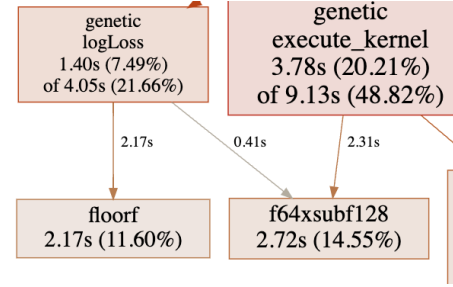 genetic
logLoss
1.40s (7.49%)
of 4.05s (21.66%)
genetic
execute_kernel
3.78s (20.21%)
of 9.13s (48.82%)
2.17s
0.41s
2.31s
floorf
2.17s (11.60%)
f64xsubf128
2.72s (14.55%)